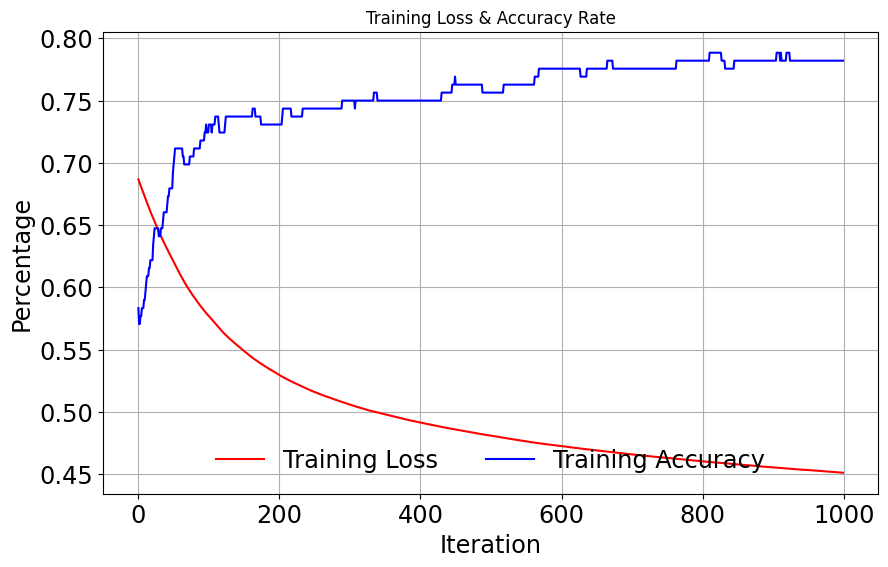 Training Loss & Accuracy Rate
0.80
0.75
0.70
0.65
0.60
0.55
0.50
0.45
Percentage
Training Loss
Training Accuracy
0
200
400
600
800
1000
Iteration